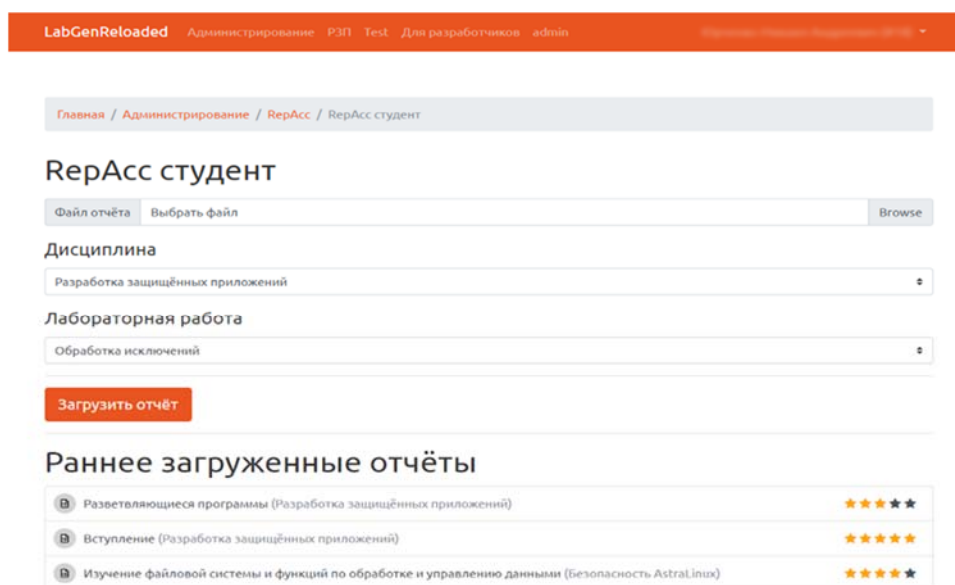 LabGenReloaded Администрирование РЗП Test Для разработчиков admin
Главная / Администрирование / RepAcc / RepAcc студент
RepAcc студент
Файл отчёта Выбрать файл Browse
Дисциплина
Разработка защищённых приложений
Лабораторная работа
Обработка исключений
Загрузить отчёт
Раннее загруженные отчёты
Разветвляющиеся программы (Разработка защищённых приложений)
Вступление (Разработка защищённых приложений)
Изучение файловой системы и функций по обработке и управлению данными (Безопасность AstraLinux)